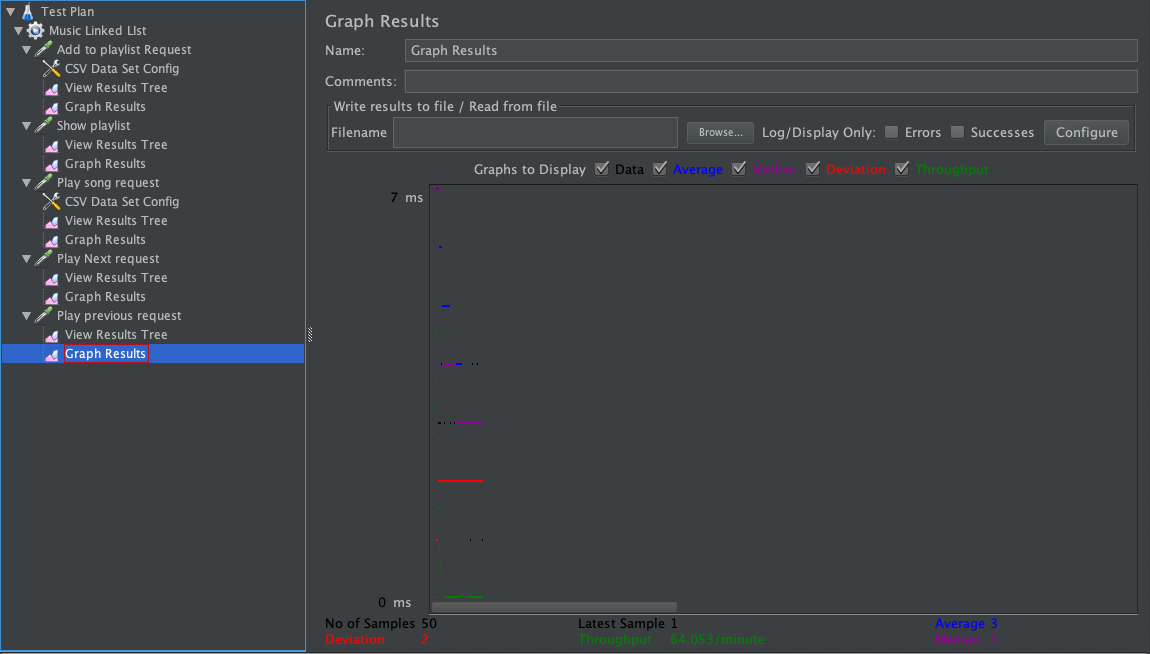 Test Plan
Music Linked LIst
Add to playlist Request
CSV Data Set Config
View Results Tree
Graph Results
Show playlist
View Results Tree
Graph Results
Play song request
CSV Data Set Config
View Results Tree
Graph Results
Play Next request
View Results Tree
Graph Results
Play previous request
View Results Tree
Graph Results
Graph Results
Name: Graph Results
Comments:
Write results to file / Read from file
Filename Browse... Log/Display Only: Errors Successes Configure
Graphs to Display Data Average Median Deviation Throughput
7 ms
0 ms
No of Samples 50 Latest Sample 1 Average 3
Deviation 2 Throughput 64.053/minute Median